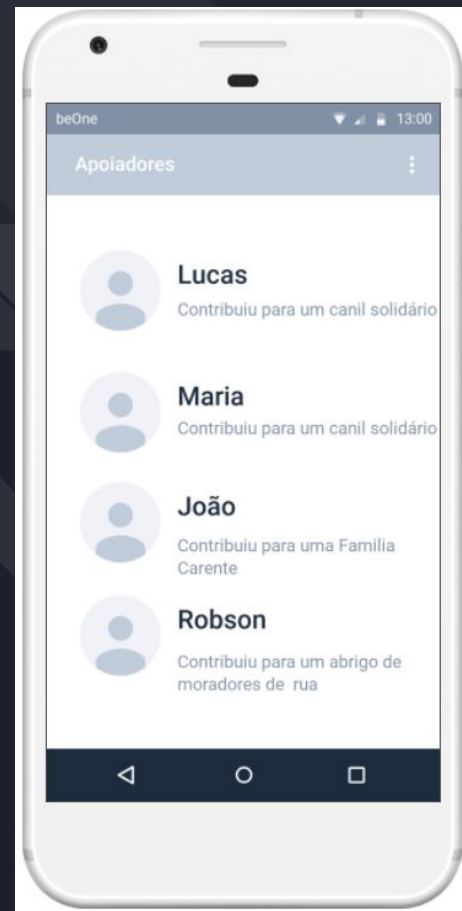 beOne 13:00
Apoiadores
Lucas
Contribuiu para um canil solidário
Maria
Contribuiu para um canil solidário
João
Contribuiu para uma Familia
Carente
Robson
Contribuiu para um abrigo de
moradores de rua